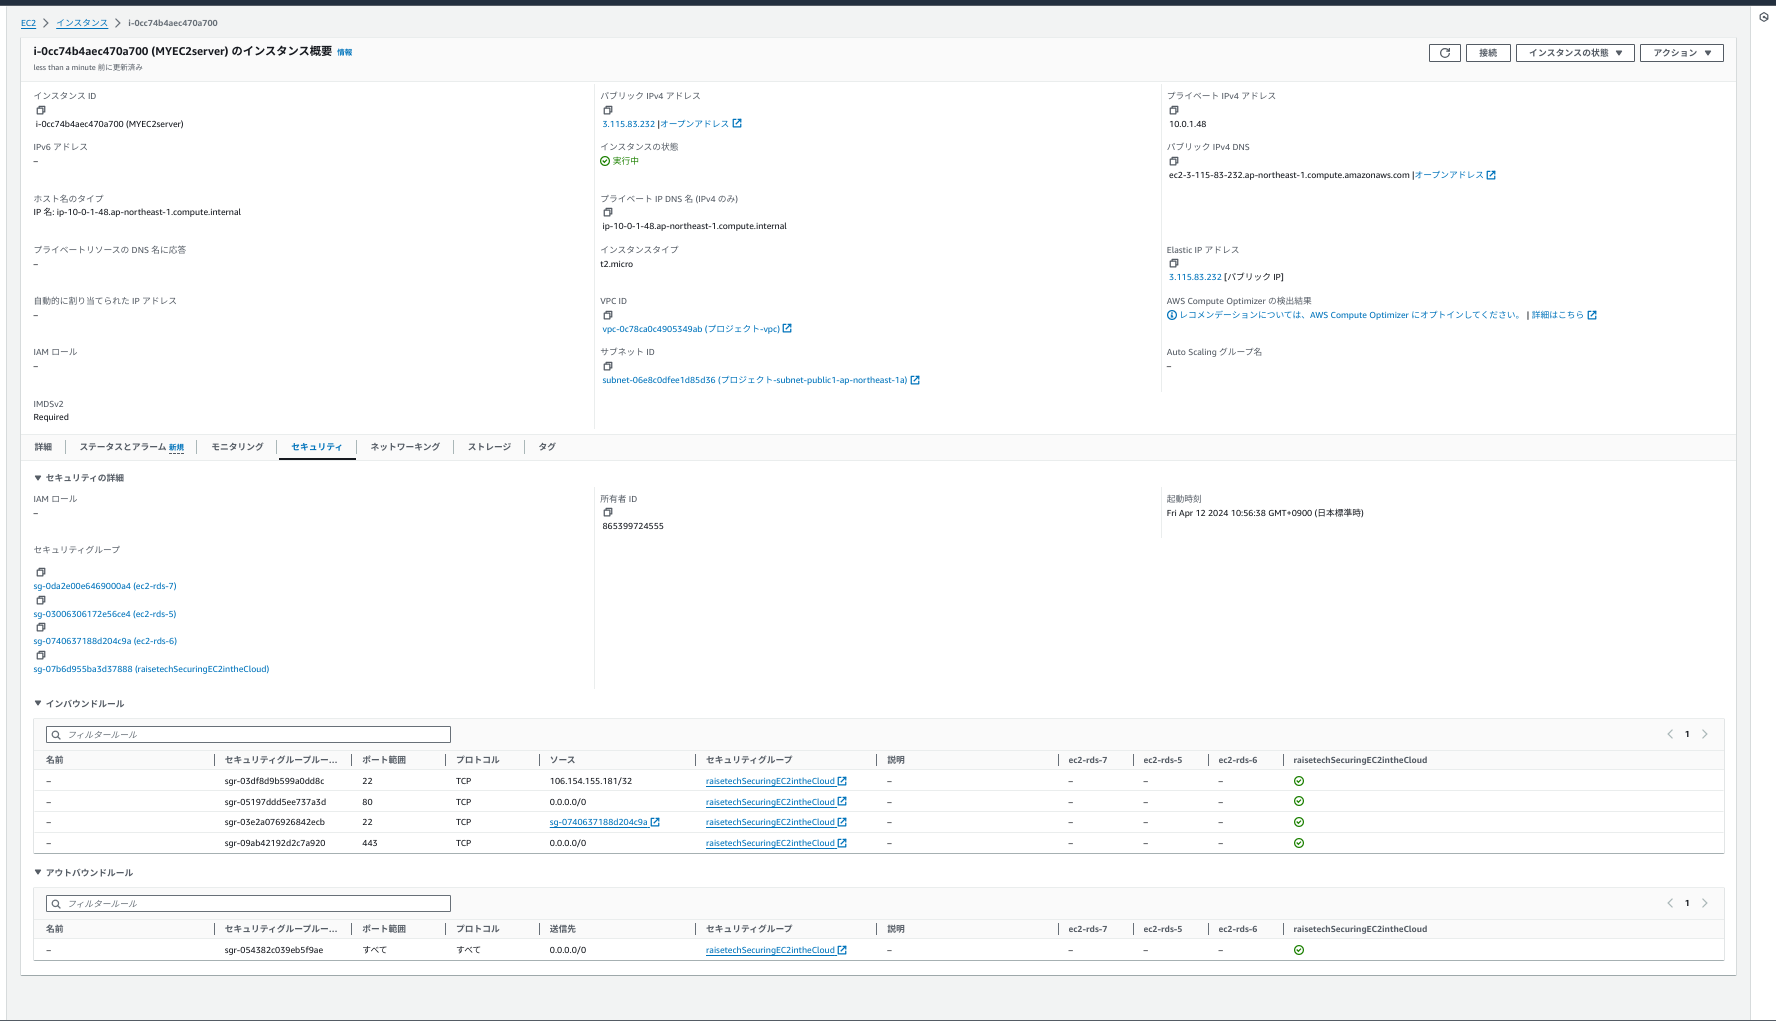 EC2 > インスタンス > i-0cc74b4aec470a700
i-0cc74b4aec470a700 (MYEC2server) のインスタンス概要 情報
less than a minute 前に更新済み
接続
インスタンスの状態 ▼
アクション ▼
インスタンス ID
i-0cc74b4aec470a700 (MYEC2server)
パブリック IPv4 アドレス
3.115.83.232 |オープンアドレス
プライベート IPv4 アドレス
10.0.1.48
IPv6 アドレス
–
インスタンスの状態
実行中
パブリック IPv4 DNS
ec2-3-115-83-232.ap-northeast-1.compute.amazonaws.com |オープンアドレス
ホスト名のタイプ
IP 名: ip-10-0-1-48.ap-northeast-1.compute.internal
プライベート IP DNS 名 (IPv4 のみ)
ip-10-0-1-48.ap-northeast-1.compute.internal
プライベートリソースの DNS 名に応答
–
インスタンスタイプ
t2.micro
Elastic IP アドレス
3.115.83.232 [パブリック IP]
自動的に割り当てられた IP アドレス
–
VPC ID
vpc-0c78ca0c4905349ab (プロジェクト-vpc)
AWS Compute Optimizer の検出結果
レコメンデーションについては、AWS Compute Optimizer にオプトインしてください。 | 詳細はこちら
IAM ロール
–
サブネット ID
subnet-06e8c0dfee1d85d36 (プロジェクト-subnet-public1-ap-northeast-1a)
Auto Scaling グループ名
–
IMDSv2
Required
詳細
ステータスとアラーム 新規
モニタリング
セキュリティ
ネットワーキング
ストレージ
タグ
▼ セキュリティの詳細
IAM ロール
–
所有者 ID
865399724555
起動時刻
Fri Apr 12 2024 10:56:38 GMT+0900 (日本標準時)
セキュリティグループ
sg-0da2e00e6469000a4 (ec2-rds-7)
sg-03006306172e56ce4 (ec2-rds-5)
sg-0740637188d204c9a (ec2-rds-6)
sg-07b6d955ba3d37888 (raisetechSecuringEC2intheCloud)
▼ インバウンドルール
フィルタールール
< 1 >
名前 セキュリティグループルー... ポート範囲 プロトコル ソース セキュリティグループ 説明 ec2-rds-7 ec2-rds-5 ec2-rds-6 raisetechSecuringEC2intheCloud
– sgr-03df8d9b599a0dd8c 22 TCP 106.154.155.181/32 raisetechSecuringEC2intheCloud – – – –
– sgr-05197ddd5ee737a3d 80 TCP 0.0.0.0/0 raisetechSecuringEC2intheCloud – – – –
– sgr-03e2a076926842ecb 22 TCP sg-0740637188d204c9a raisetechSecuringEC2intheCloud – – – –
– sgr-09ab42192d2c7a920 443 TCP 0.0.0.0/0 raisetechSecuringEC2intheCloud – – – –
▼ アウトバウンドルール
フィルタールール
< 1 >
名前 セキュリティグループルー... ポート範囲 プロトコル 送信先 セキュリティグループ 説明 ec2-rds-7 ec2-rds-5 ec2-rds-6 raisetechSecuringEC2intheCloud
– sgr-054382c039eb5f9ae すべて すべて 0.0.0.0/0 raisetechSecuringEC2intheCloud – – – –